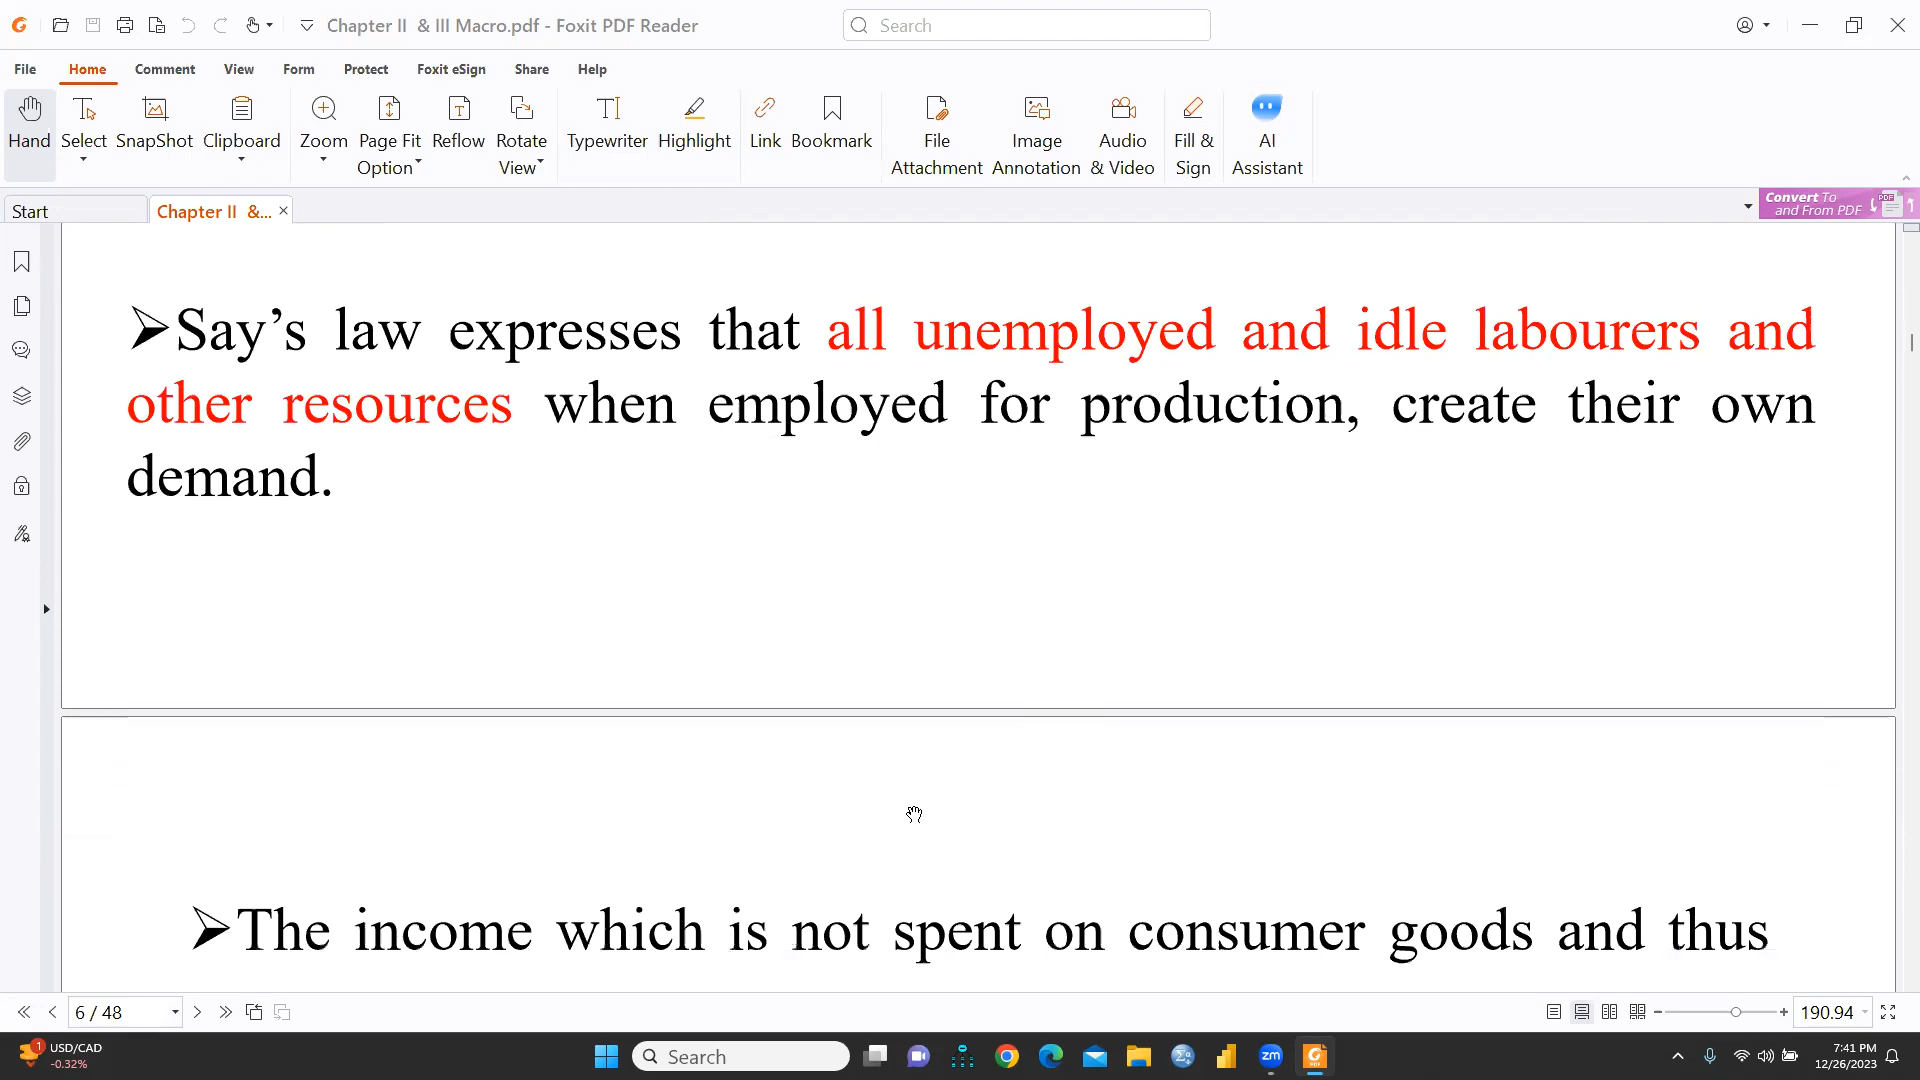 Chapter II & III Macro.pdf - Foxit PDF Reader
Search
File Home Comment View Form Protect Foxit eSign Share Help
Hand Select SnapShot Clipboard Zoom Page Fit Option Reflow Rotate View Typewriter Highlight Link Bookmark File Attachment Image Annotation Audio & Video Fill & Sign AI Assistant
Start Chapter II &...
Convert To
and From PDF
PDF
➢Say’s law expresses that all unemployed and idle labourers and
other resources when employed for production, create their own
demand.
➢The income which is not spent on consumer goods and thus
6 / 48
190.94
1
USD/CAD
-0.32%
Search
zm
7:41 PM
12/26/2023